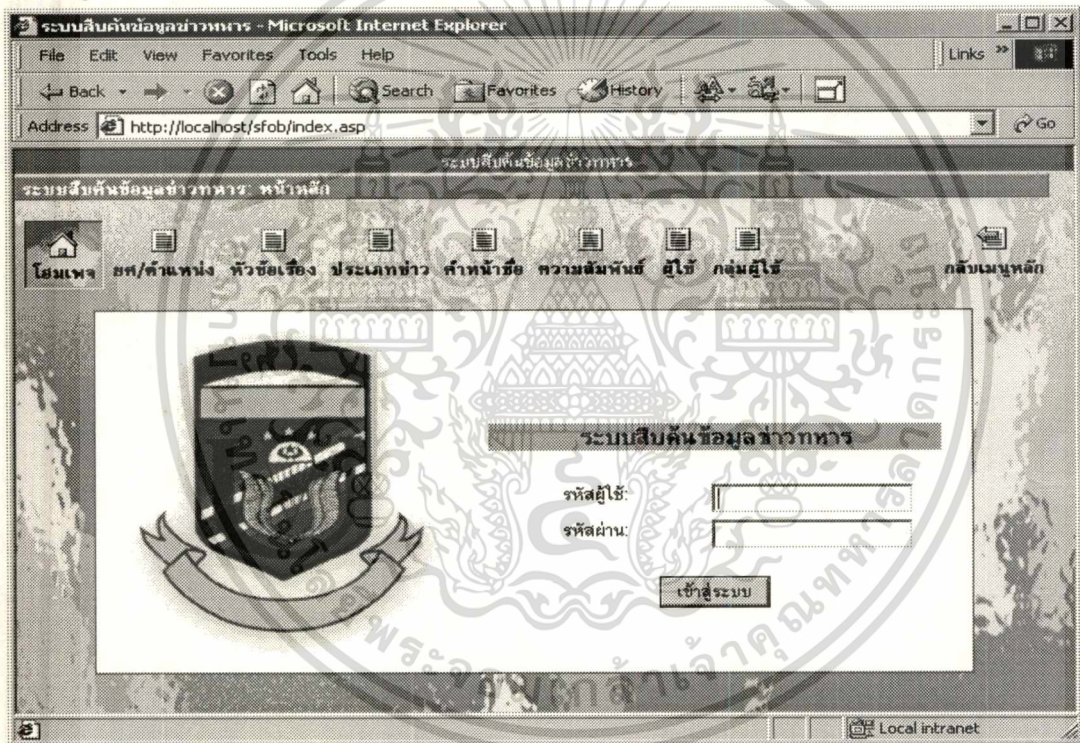 ระบบสืบค้นข้อมูลข่าวทหาร - Microsoft Internet Explorer
File Edit View Favorites Tools Help
Links »
Back Search Favorites History
Address http://localhost/sfob/index.asp Go
ระบบสืบค้นข้อมูลข่าวทหาร
ระบบสืบค้นข้อมูลข่าวทหาร: หน้าหลัก
โฮมเพจ ยศ/ตำแหน่ง หัวข้อเรื่อง ประเภทข่าว คำหน้าชื่อ ความสัมพันธ์ ผู้ใช้ กลุ่มผู้ใช้ กลับเมนูหลัก
ระบบสืบค้นข้อมูลข่าวทหาร
รหัสผู้ใช้:
รหัสผ่าน:
เข้าสู่ระบบ
Local intranet